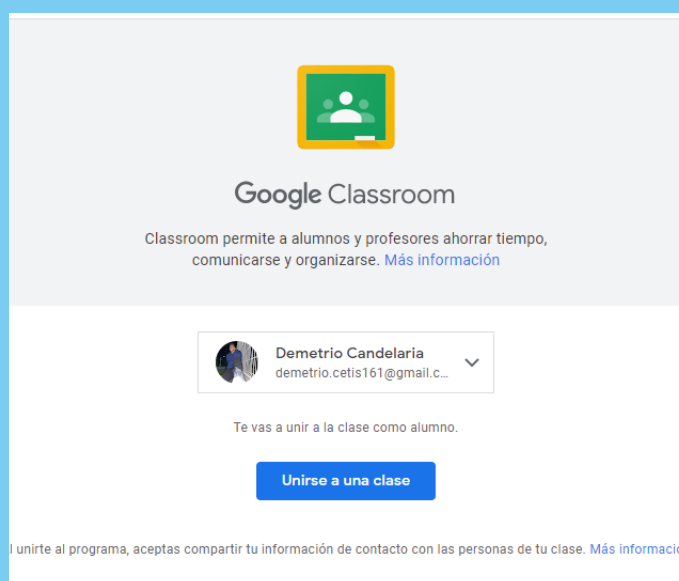 Google Classroom
Classroom permite a alumnos y profesores ahorrar tiempo,
comunicarse y organizarse. Más información
Demetrio Candelaria
demetrio.cetis161@gmail.c...
Te vas a unir a la clase como alumno.
Unirse a una clase
l unirte al programa, aceptas compartir tu información de contacto con las personas de tu clase. Más informació